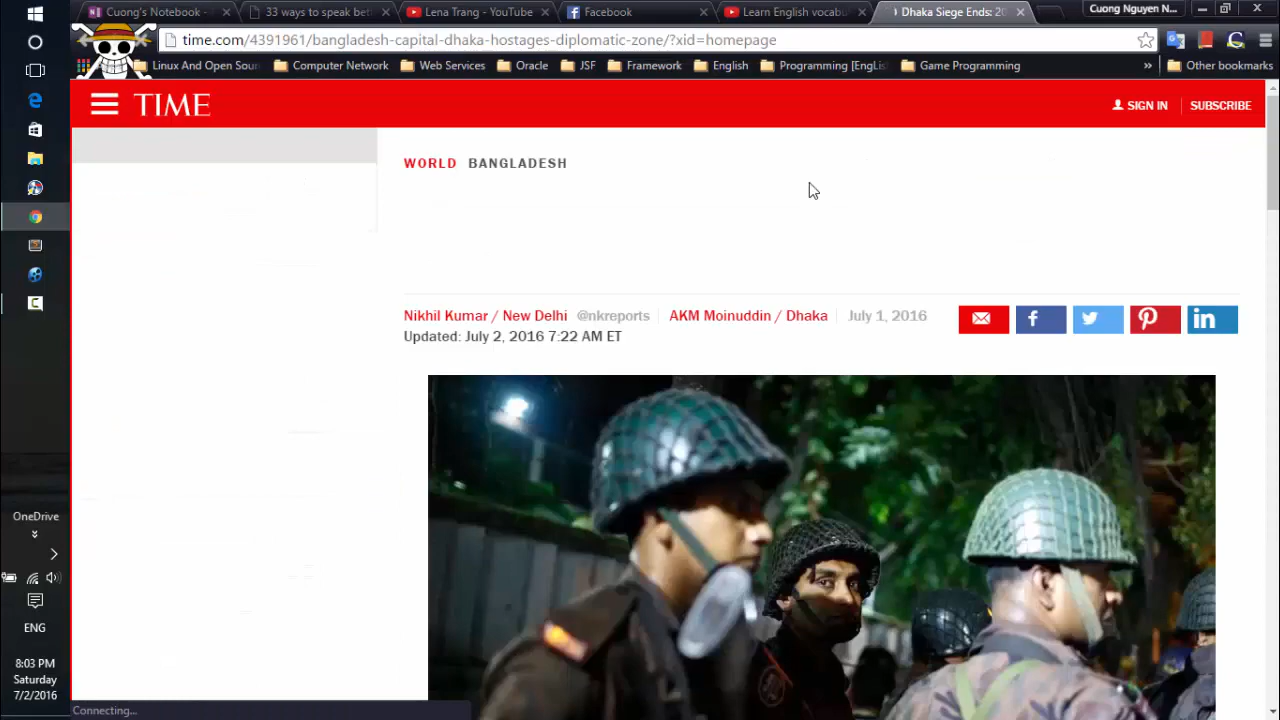 Cuong's Notebook -
33 ways to speak bet
Lena Trang - YouTube
Facebook
Learn English vocabu
Dhaka Siege Ends: 20
Cuong Nguyen N...
time.com/4391961/bangladesh-capital-dhaka-hostages-diplomatic-zone/?xid=homepage
Linux And Open Sour
Computer Network
Web Services
Oracle
JSF
Framework
English
Programming [EngLis
Game Programming
»
Other bookmarks
TIME
SIGN IN
SUBSCRIBE
WORLD BANGLADESH
Nikhil Kumar / New Delhi @nkreports AKM Moinuddin / Dhaka July 1, 2016
Updated: July 2, 2016 7:22 AM ET
OneDrive
ENG
8:03 PM
Saturday
7/2/2016
Connecting...